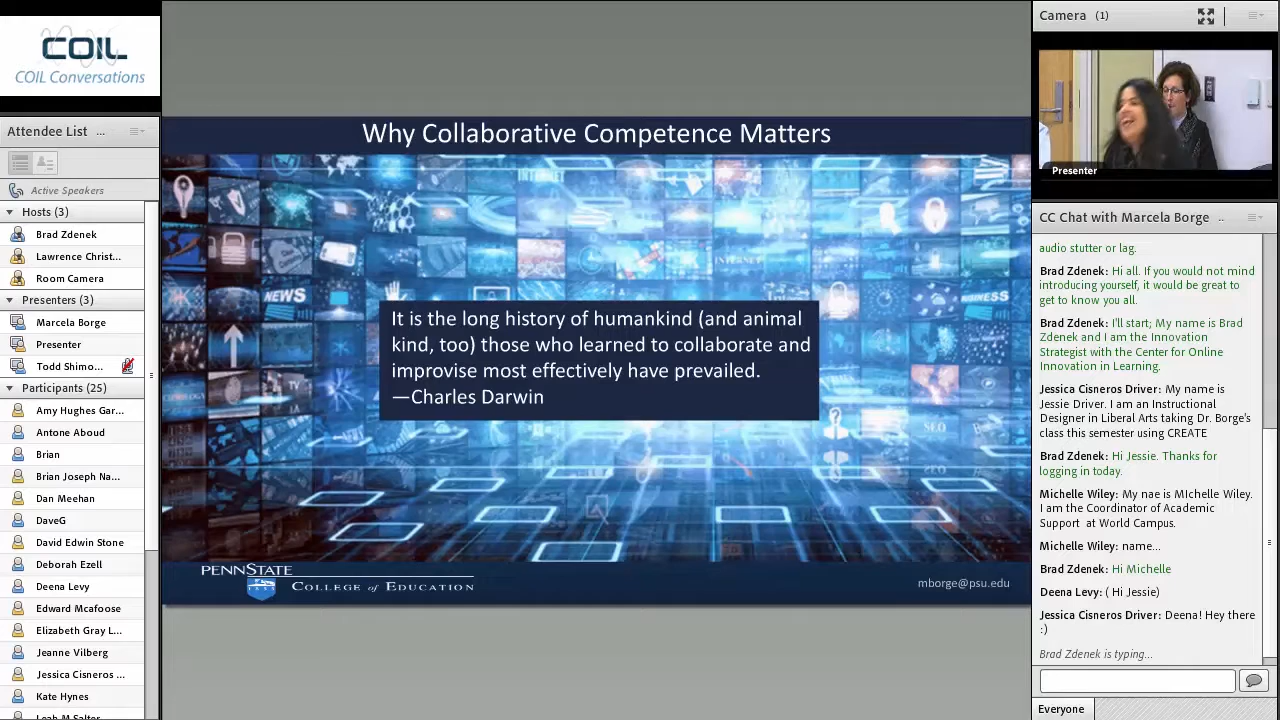 COIL
COIL Conversations
Attendee List ...
Active Speakers
Hosts (3)
Brad Zdenek
Lawrence Christ...
Room Camera
Presenters (3)
Marcela Borge
Presenter
Todd Shimo...
Participants (25)
Amy Hughes Gar...
Antone Aboud
Brian
Brian Joseph Na...
Dan Meehan
DaveG
David Edwin Stone
Deborah Ezell
Deena Levy
Edward Mcafoose
Elizabeth Gray L...
Jeanne Vilberg
Jessica Cisneros ...
Kate Hynes
Leah M Salter
Why Collaborative Competence Matters
INTERNET
INTERNET
NEWS
BUSINESS
TV
SEO
SEO
It is the long history of humankind (and animal
kind, too) those who learned to collaborate and
improvise most effectively have prevailed.
—Charles Darwin
PENNSTATE
1855
COLLEGE of EDUCATION
mborge@psu.edu
Camera (1)
Presenter
CC Chat with Marcela Borge ..
audio stutter or lag.
Brad Zdenek: Hi all. If you would not mind
introducing yourself, it would be great to
get to know you all.
Brad Zdenek: I'll start; My name is Brad
Zdenek and I am the Innovation
Strategist with the Center for Online
Innovation in Learning.
Jessica Cisneros Driver: My name is
Jessie Driver. I am an Instructional
Designer in Liberal Arts taking Dr. Borge's
class this semester using CREATE
Brad Zdenek: Hi Jessie. Thanks for
logging in today.
Michelle Wiley: My nae is MIchelle Wiley.
I am the Coordinator of Academic
Support at World Campus.
Michelle Wiley: name...
Brad Zdenek: Hi Michelle
Deena Levy: ( Hi Jessie)
Jessica Cisneros Driver: Deena! Hey there
:)
Brad Zdenek is typing...
Everyone